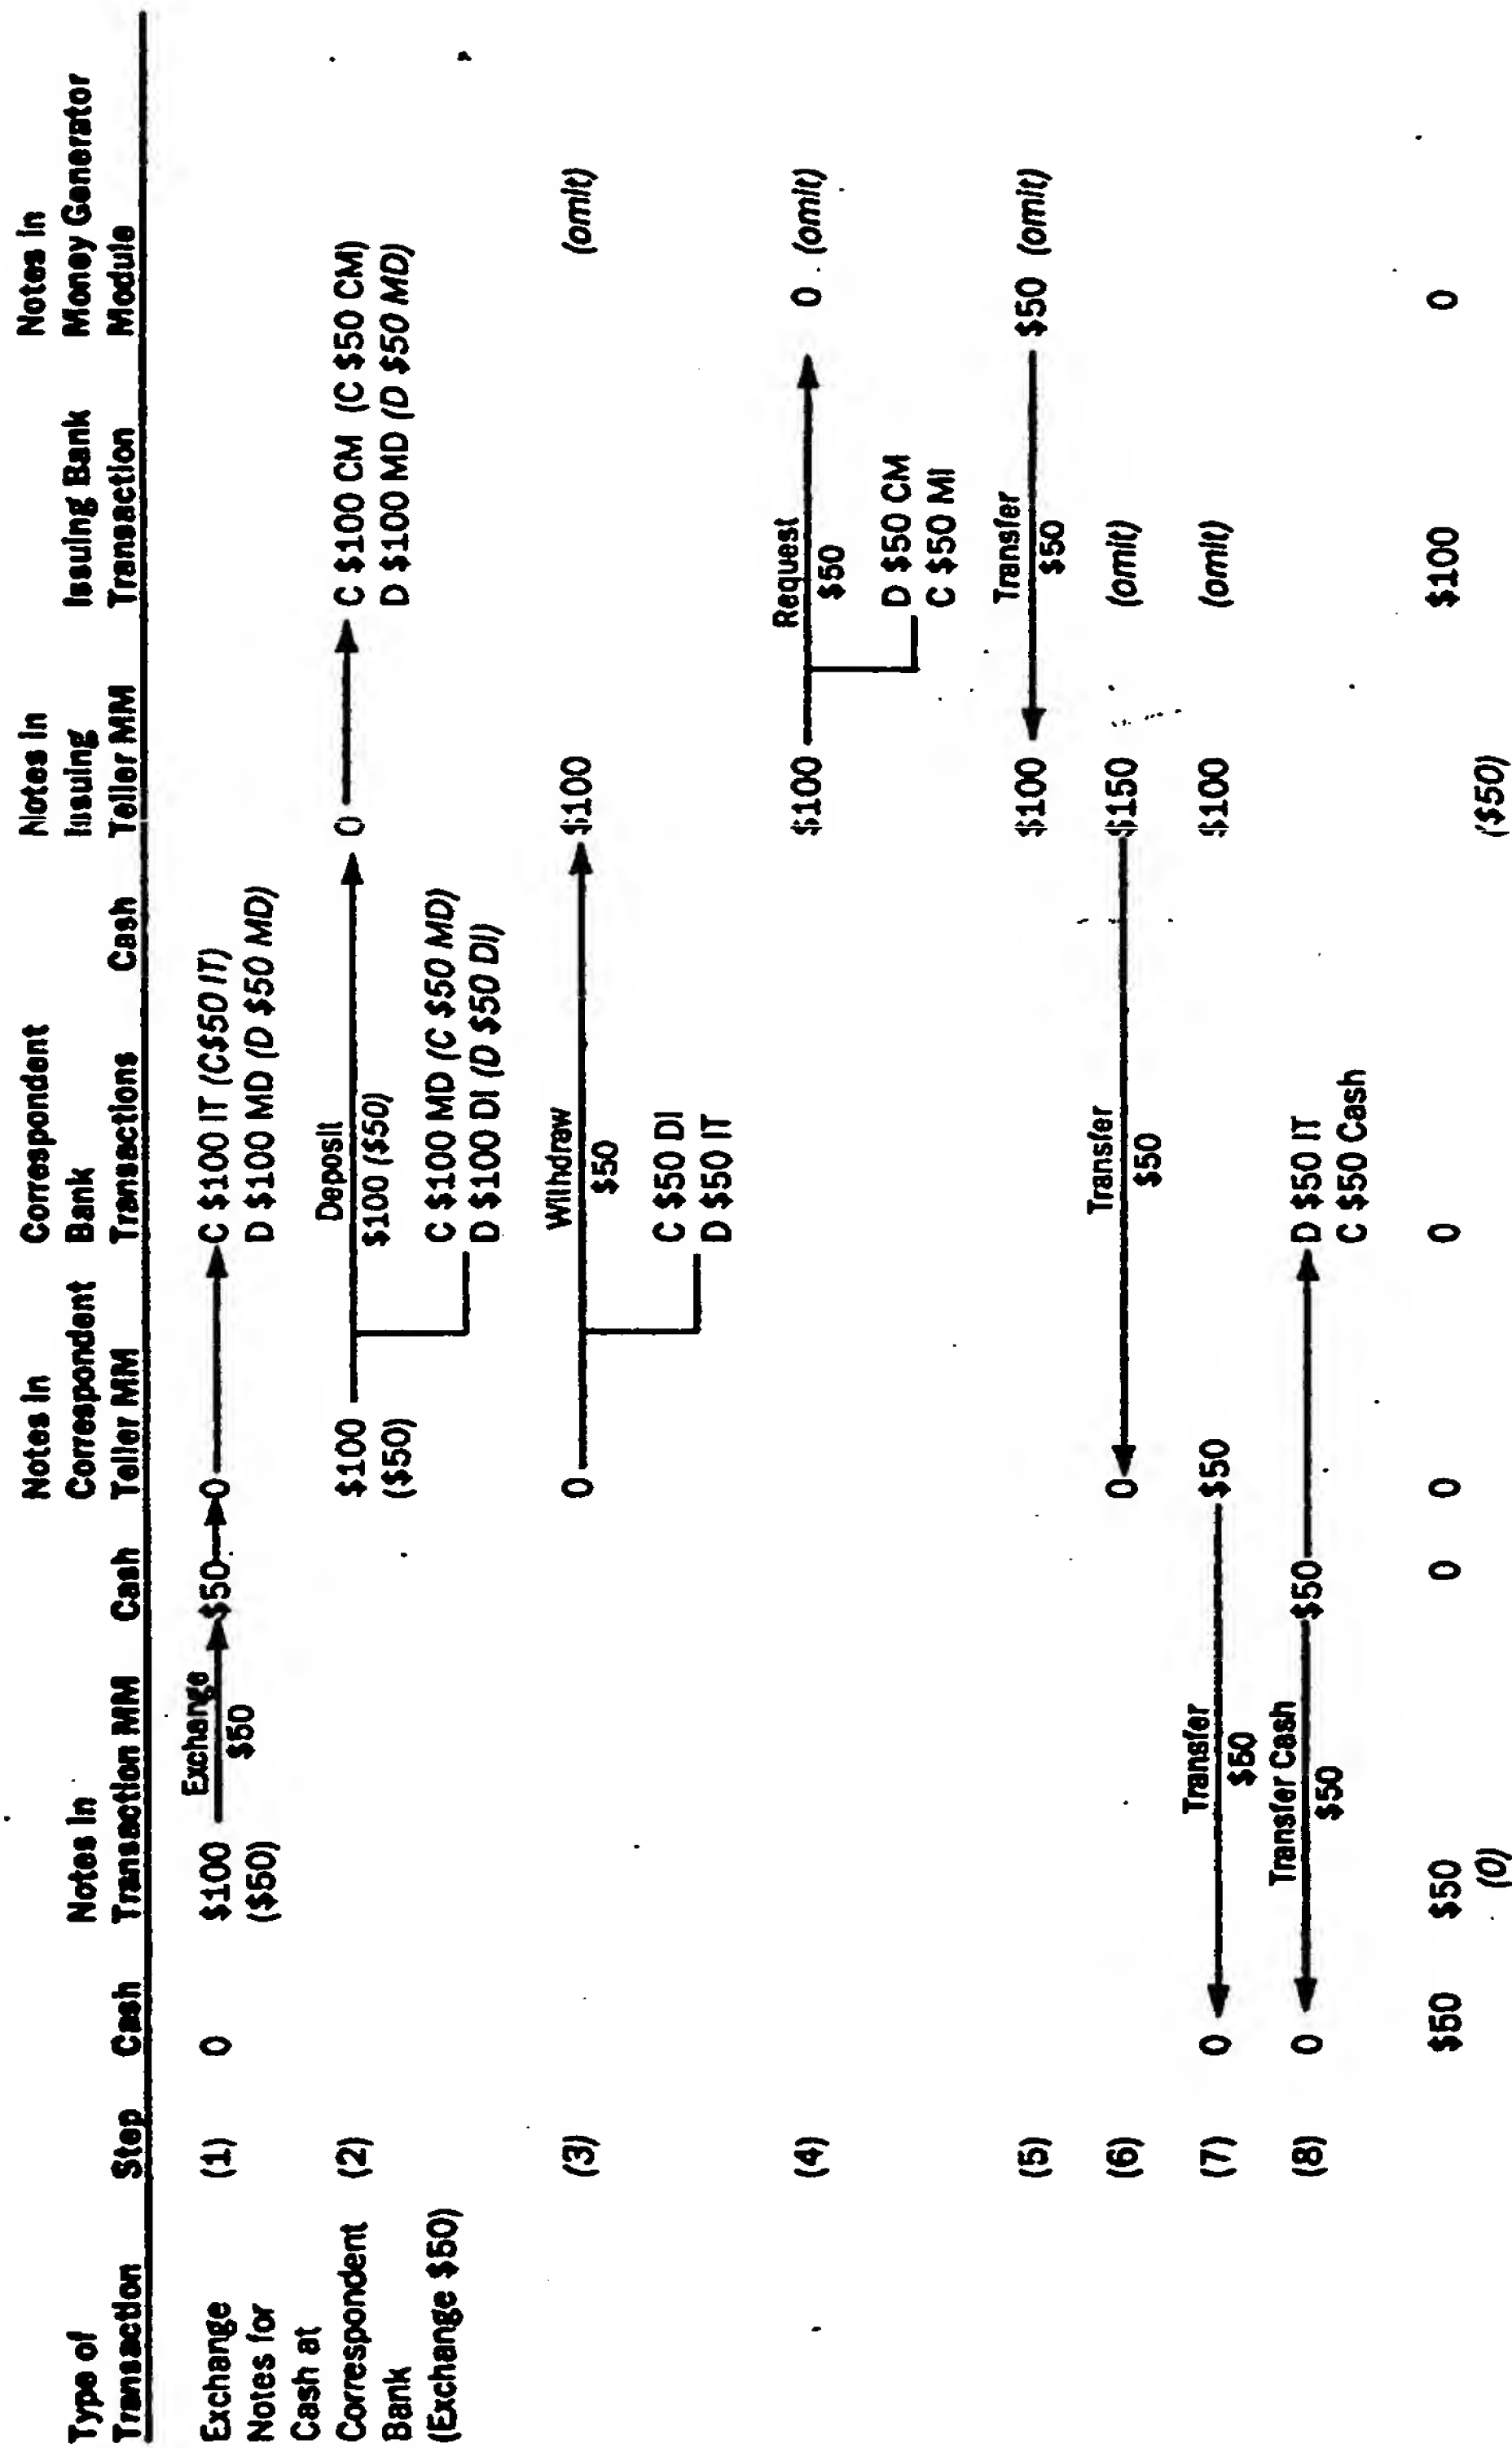 Type of
Transaction
Step
Cash
Notes in
Transaction MM
Cash
Notes in
Correspondent
Teller MM
Correspondent
Bank
Transactions
Cash
Notes in
Issuing
Teller MM
Issuing Bank
Transaction
Notes in
Money Generator
Module
Exchange
Notes for
Cash at
Correspondent
Bank
(Exchange $50)
(1)
0
$100
($50)
Exchange
$50
$50
0
C $100 IT (C$50 IT)
D $100 MD (D $50 MD)
(2)
$100
($50)
Deposit
$100 ($50)
C $100 MD (C $50 MD)
D $100 DI (D $50 DI)
0
C $100 CM (C $50 CM)
D $100 MD (D $50 MD)
(3)
0
Withdraw
$50
C $50 DI
D $50 IT
$100
(omit)
(4)
$100
Request
$50
D $50 CM
C $50 MI
0 (omit)
(5)
$100
Transfer
$50
$50 (omit)
(6)
0
Transfer
$50
$150
(omit)
(7)
0
Transfer
$50
$50
$100
(omit)
(8)
0
Transfer Cash
$50
$50
D $50 IT
C $50 Cash
$50
$50
(0)
0
0
0
($50)
$100
0